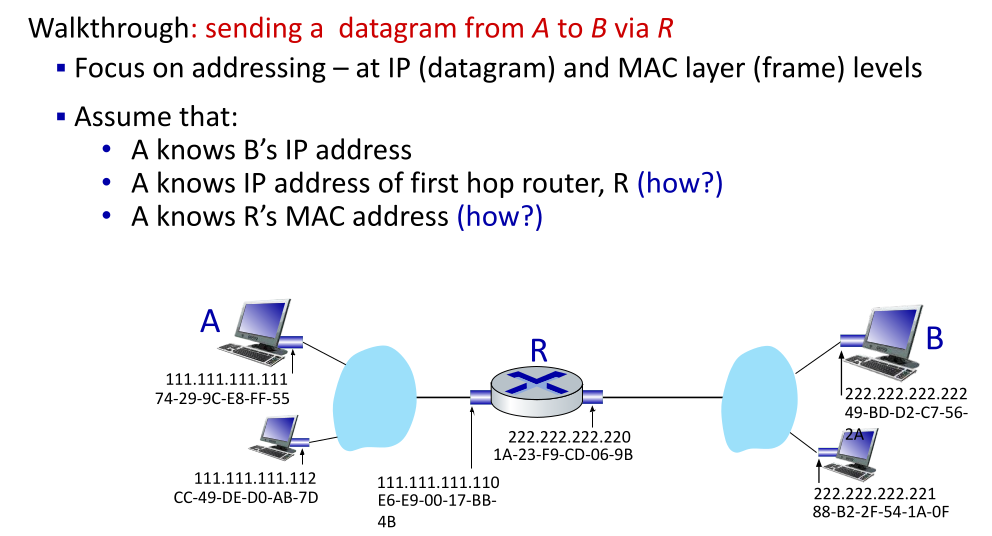 Walkthrough: sending a datagram from A to B via R
▪ Focus on addressing – at IP (datagram) and MAC layer (frame) levels
▪ Assume that:
• A knows B’s IP address
• A knows IP address of first hop router, R (how?)
• A knows R’s MAC address (how?)
A
R
B
111.111.111.111
74-29-9C-E8-FF-55
222.222.222.222
49-BD-D2-C7-56-
2A
222.222.222.220
1A-23-F9-CD-06-9B
111.111.111.112
CC-49-DE-D0-AB-7D
111.111.111.110
E6-E9-00-17-BB-
4B
222.222.222.221
88-B2-2F-54-1A-0F